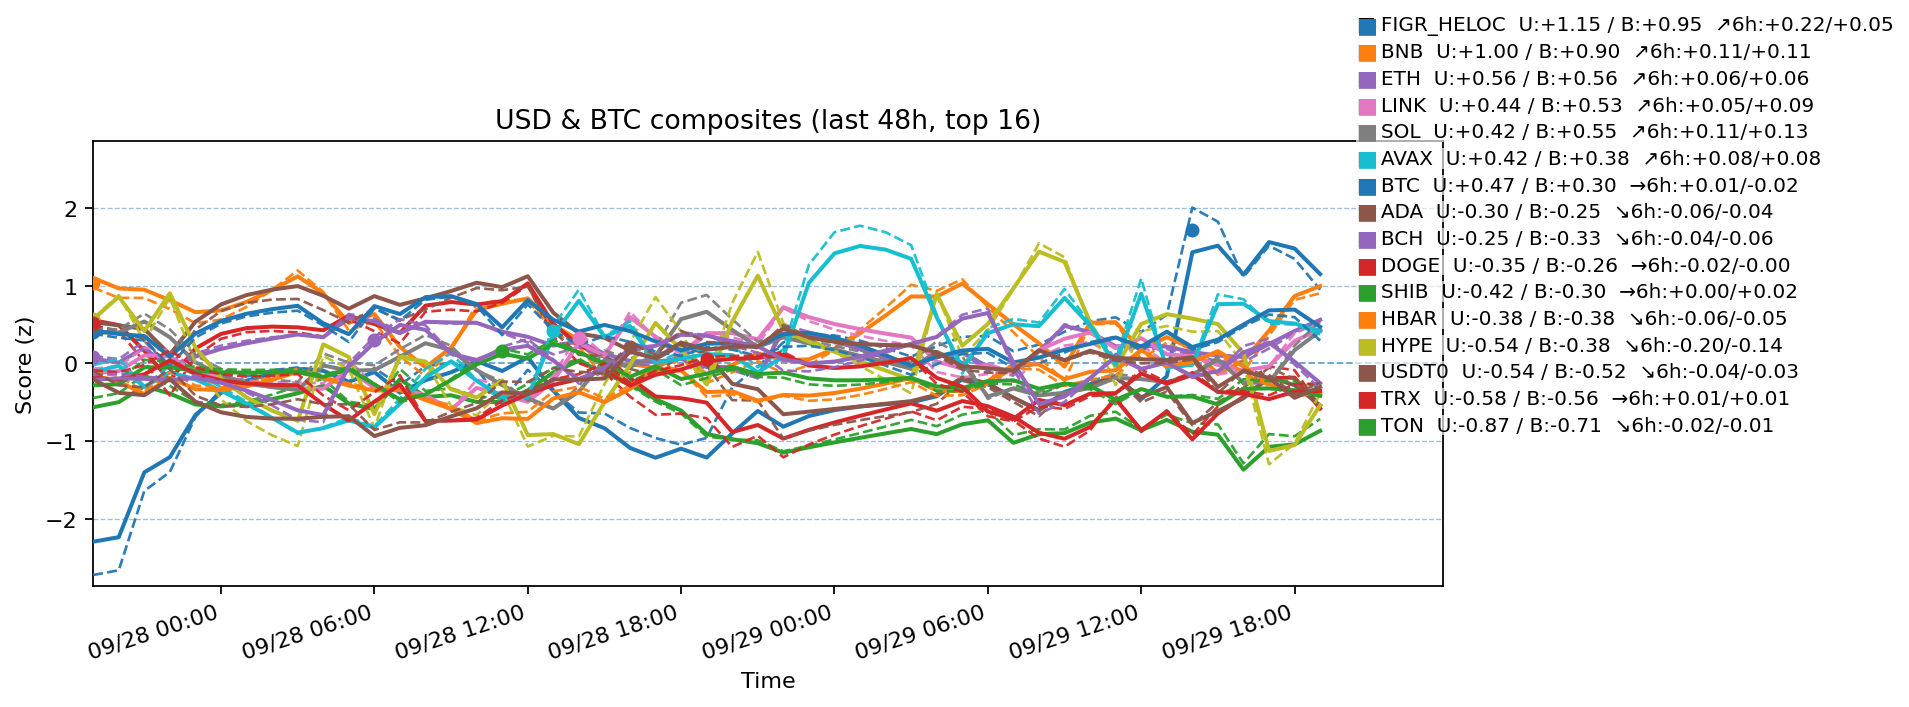 FIGR_HELOC U:+1.15 / B:+0.95 ↗6h:+0.22/+0.05
BNB U:+1.00 / B:+0.90 ↗6h:+0.11/+0.11
ETH U:+0.56 / B:+0.56 ↗6h:+0.06/+0.06
LINK U:+0.44 / B:+0.53 ↗6h:+0.05/+0.09
SOL U:+0.42 / B:+0.55 ↗6h:+0.11/+0.13
AVAX U:+0.42 / B:+0.38 ↗6h:+0.08/+0.08
BTC U:+0.47 / B:+0.30 →6h:+0.01/-0.02
ADA U:-0.30 / B:-0.25 ↘6h:-0.06/-0.04
BCH U:-0.25 / B:-0.33 ↘6h:-0.04/-0.06
DOGE U:-0.35 / B:-0.26 →6h:-0.02/-0.00
SHIB U:-0.42 / B:-0.30 →6h:+0.00/+0.02
HBAR U:-0.38 / B:-0.38 ↘6h:-0.06/-0.05
HYPE U:-0.54 / B:-0.38 ↘6h:-0.20/-0.14
USDT0 U:-0.54 / B:-0.52 ↘6h:-0.04/-0.03
TRX U:-0.58 / B:-0.56 →6h:+0.01/+0.01
TON U:-0.87 / B:-0.71 ↘6h:-0.02/-0.01
USD & BTC composites (last 48h, top 16)
Score (z)
2
1
0
−1
−2
09/28 00:00
09/28 06:00
09/28 12:00
09/28 18:00
09/29 00:00
09/29 06:00
09/29 12:00
09/29 18:00
Time